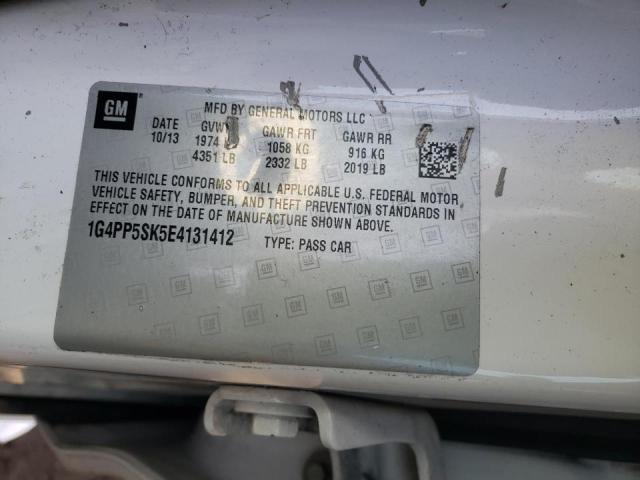 GM
MFD BY GENERAL MOTORS LLC
DATE GVWR GAWR FRT GAWR RR
10/13 1974 1058 KG 916 KG
4351 LB 2332 LB 2019 LB
THIS VEHICLE CONFORMS TO ALL APPLICABLE U.S. FEDERAL MOTOR
VEHICLE SAFETY, BUMPER, AND THEFT PREVENTION STANDARDS IN
EFFECT ON THE DATE OF MANUFACTURE SHOWN ABOVE.
1G4PP5SK5E4131412 TYPE: PASS CAR